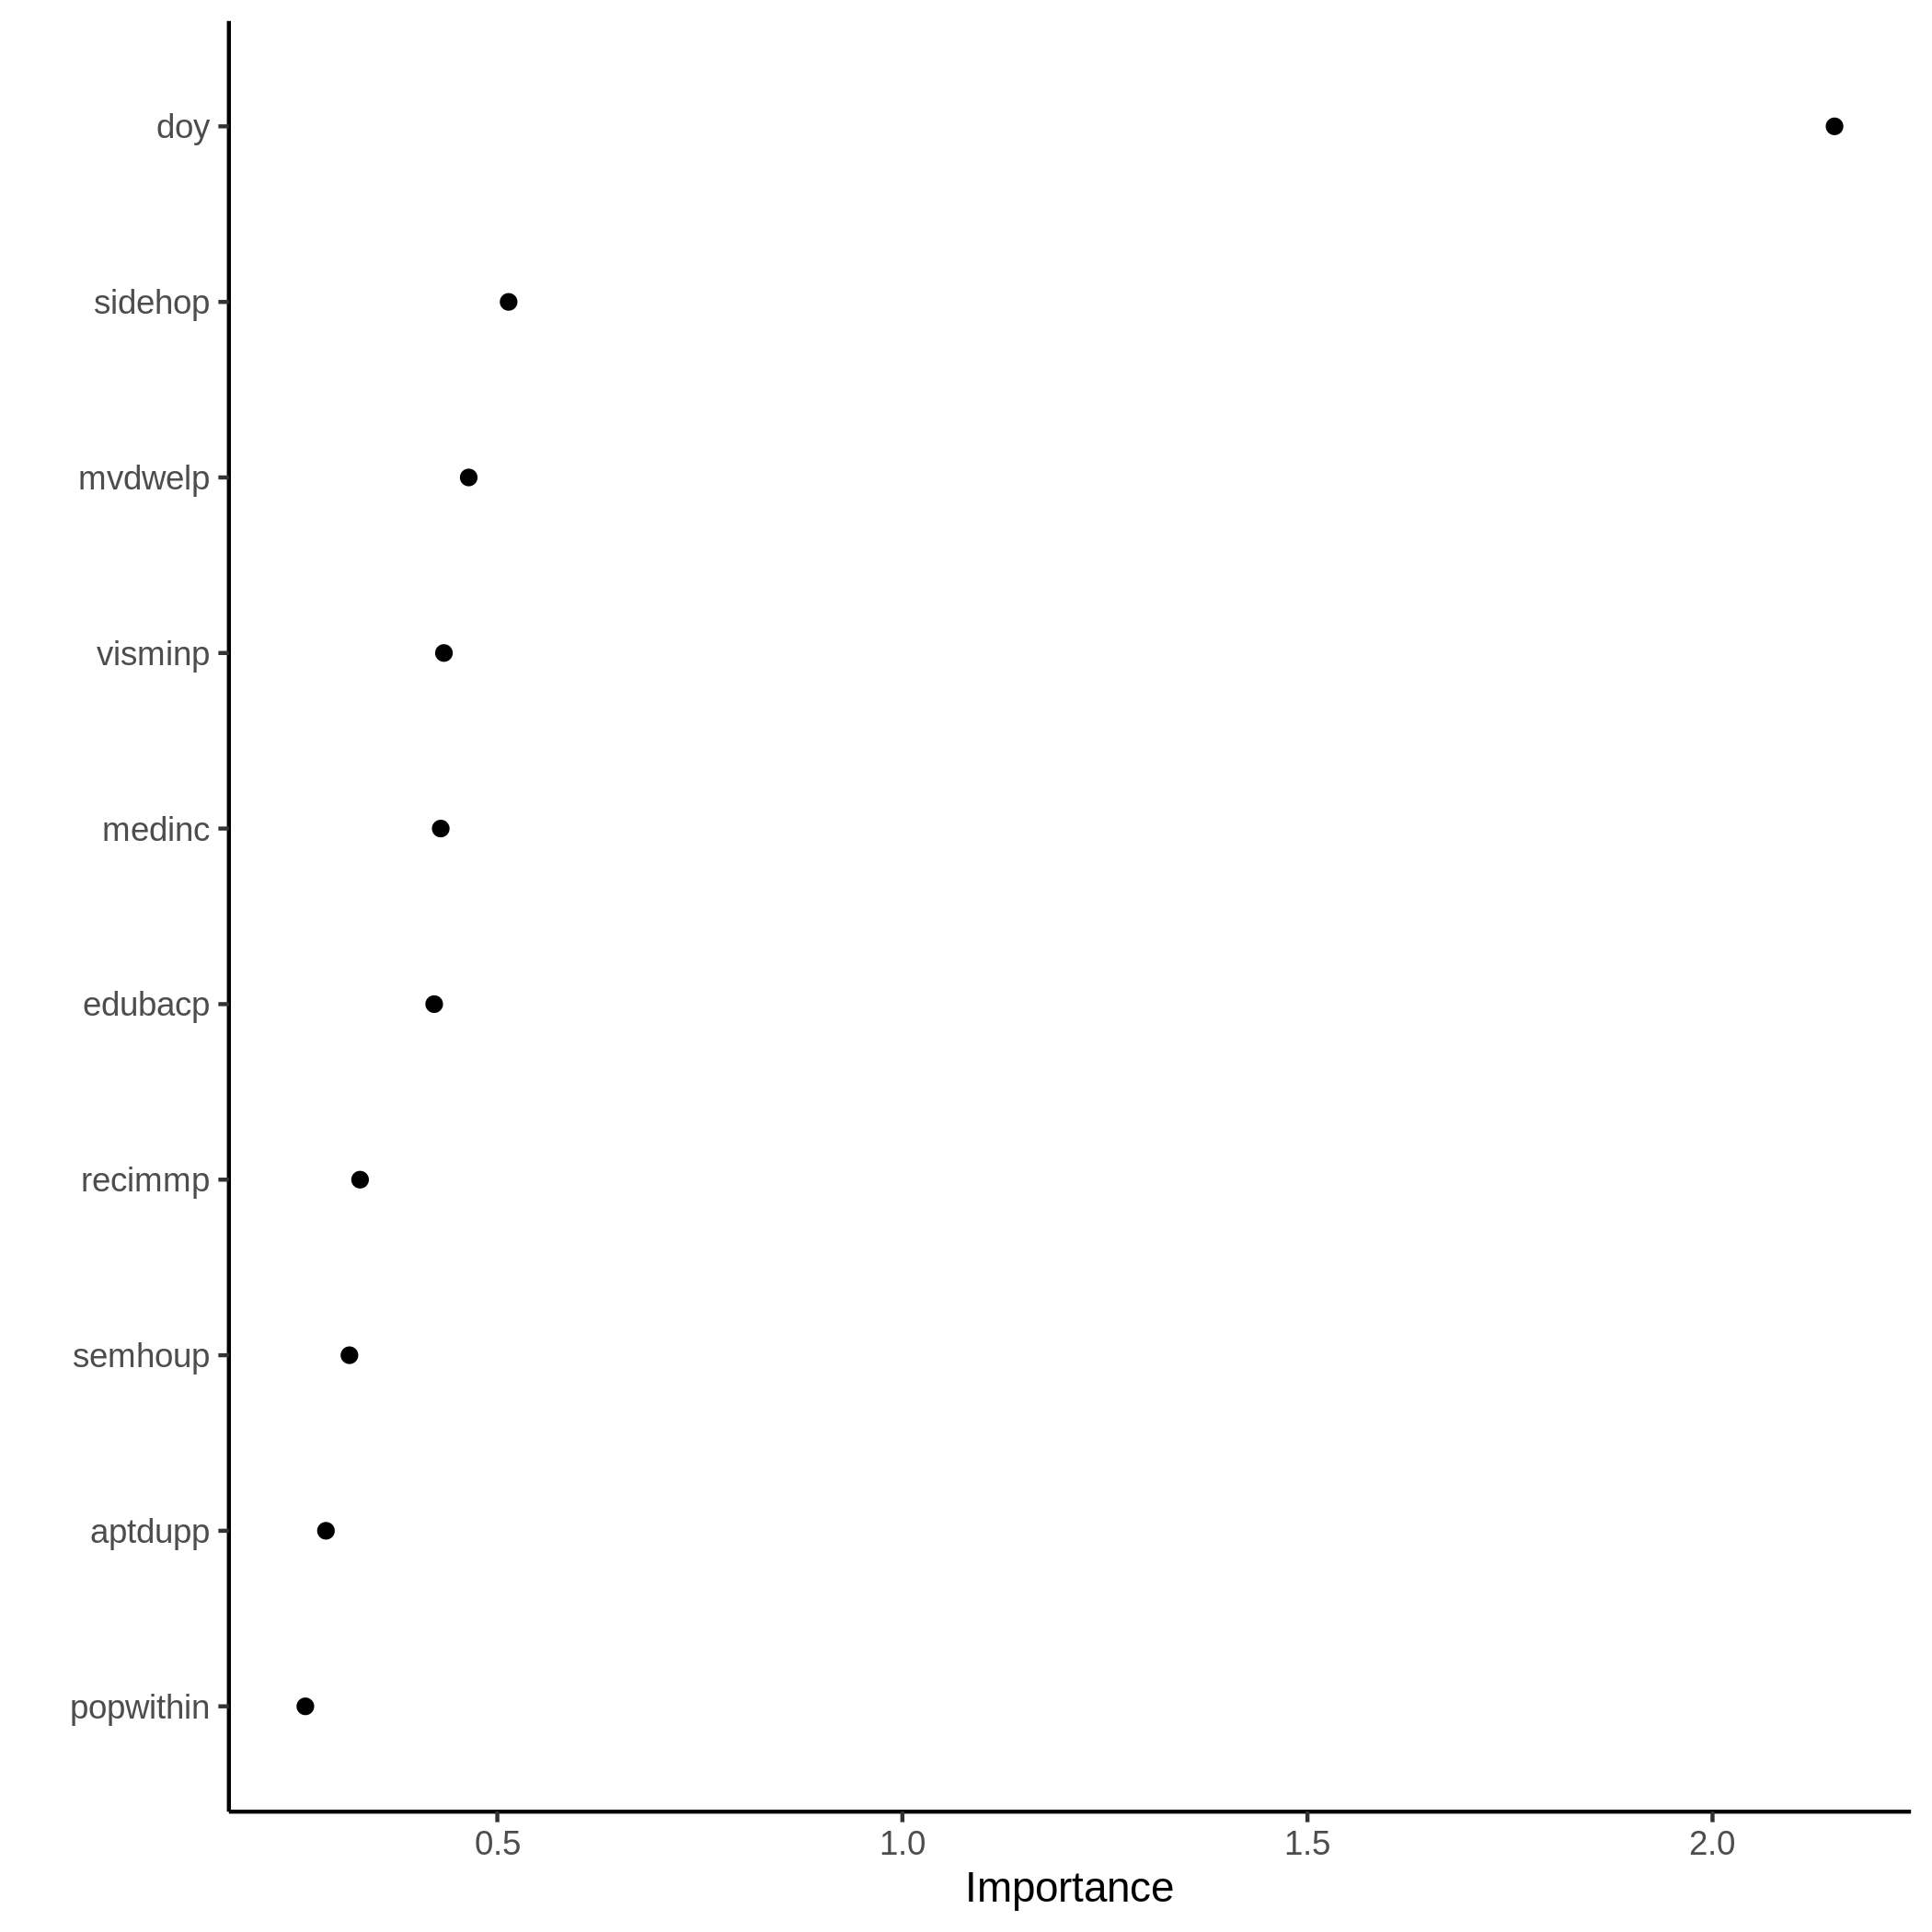 doy
sidehop
mvdwelp
visminp
medinc
edubacp
recimmp
semhoup
aptdupp
popwithin
0.5 1.0 1.5 2.0
Importance